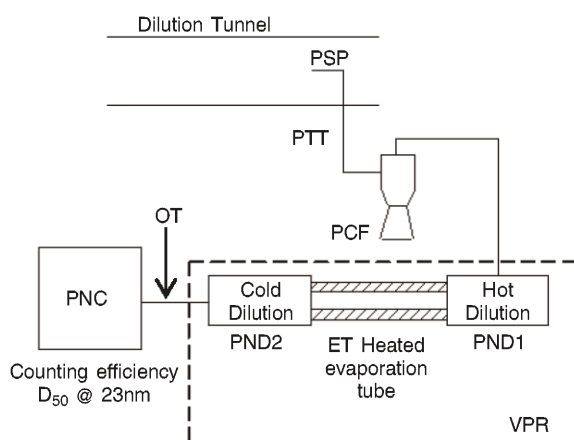 Dilution Tunnel
PSP
PTT
PCF
OT
PNC
Cold
Dilution
PND2
Hot
Dilution
PND1
ET Heated
evaporation
tube
Counting efficiency
D₅₀ @ 23nm
VPR